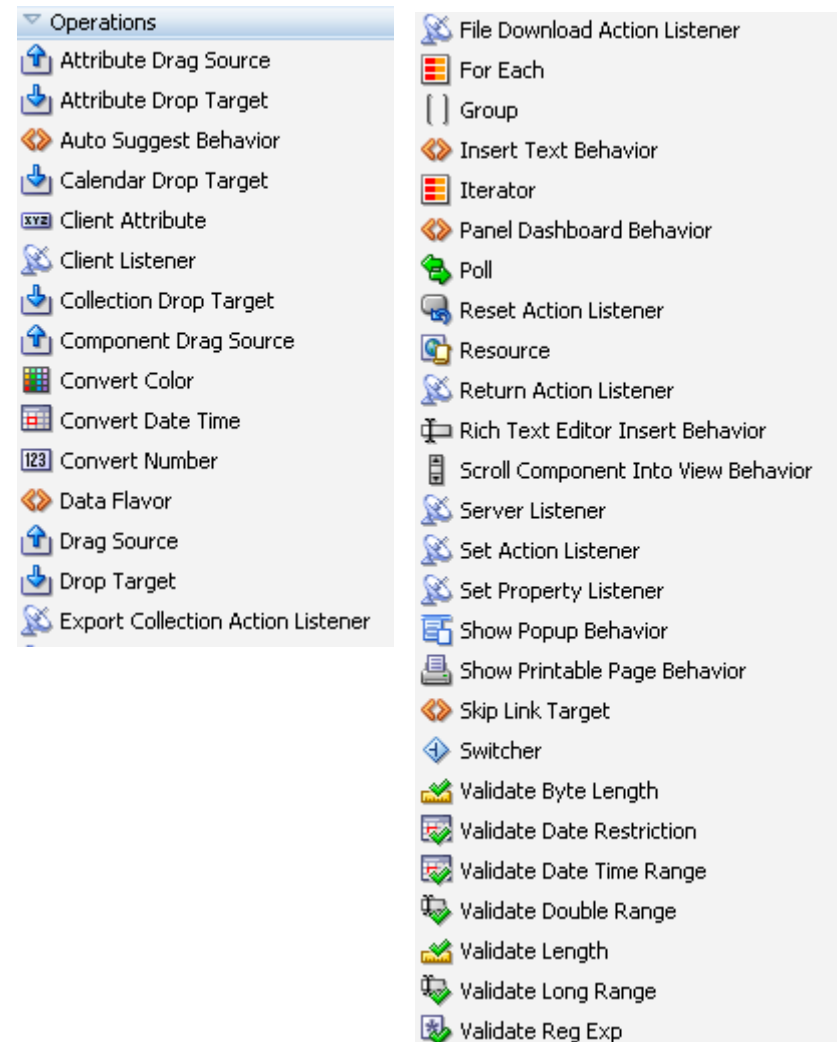 Operations
Attribute Drag Source
Attribute Drop Target
Auto Suggest Behavior
Calendar Drop Target
XYZ Client Attribute
Client Listener
Collection Drop Target
Component Drag Source
Convert Color
Convert Date Time
123 Convert Number
Data Flavor
Drag Source
Drop Target
Export Collection Action Listener
File Download Action Listener
For Each
Group
Insert Text Behavior
Iterator
Panel Dashboard Behavior
Poll
Reset Action Listener
Resource
Return Action Listener
Rich Text Editor Insert Behavior
Scroll Component Into View Behavior
Server Listener
Set Action Listener
Set Property Listener
Show Popup Behavior
Show Printable Page Behavior
Skip Link Target
Switcher
Validate Byte Length
Validate Date Restriction
Validate Date Time Range
Validate Double Range
Validate Length
Validate Long Range
Validate Reg Exp